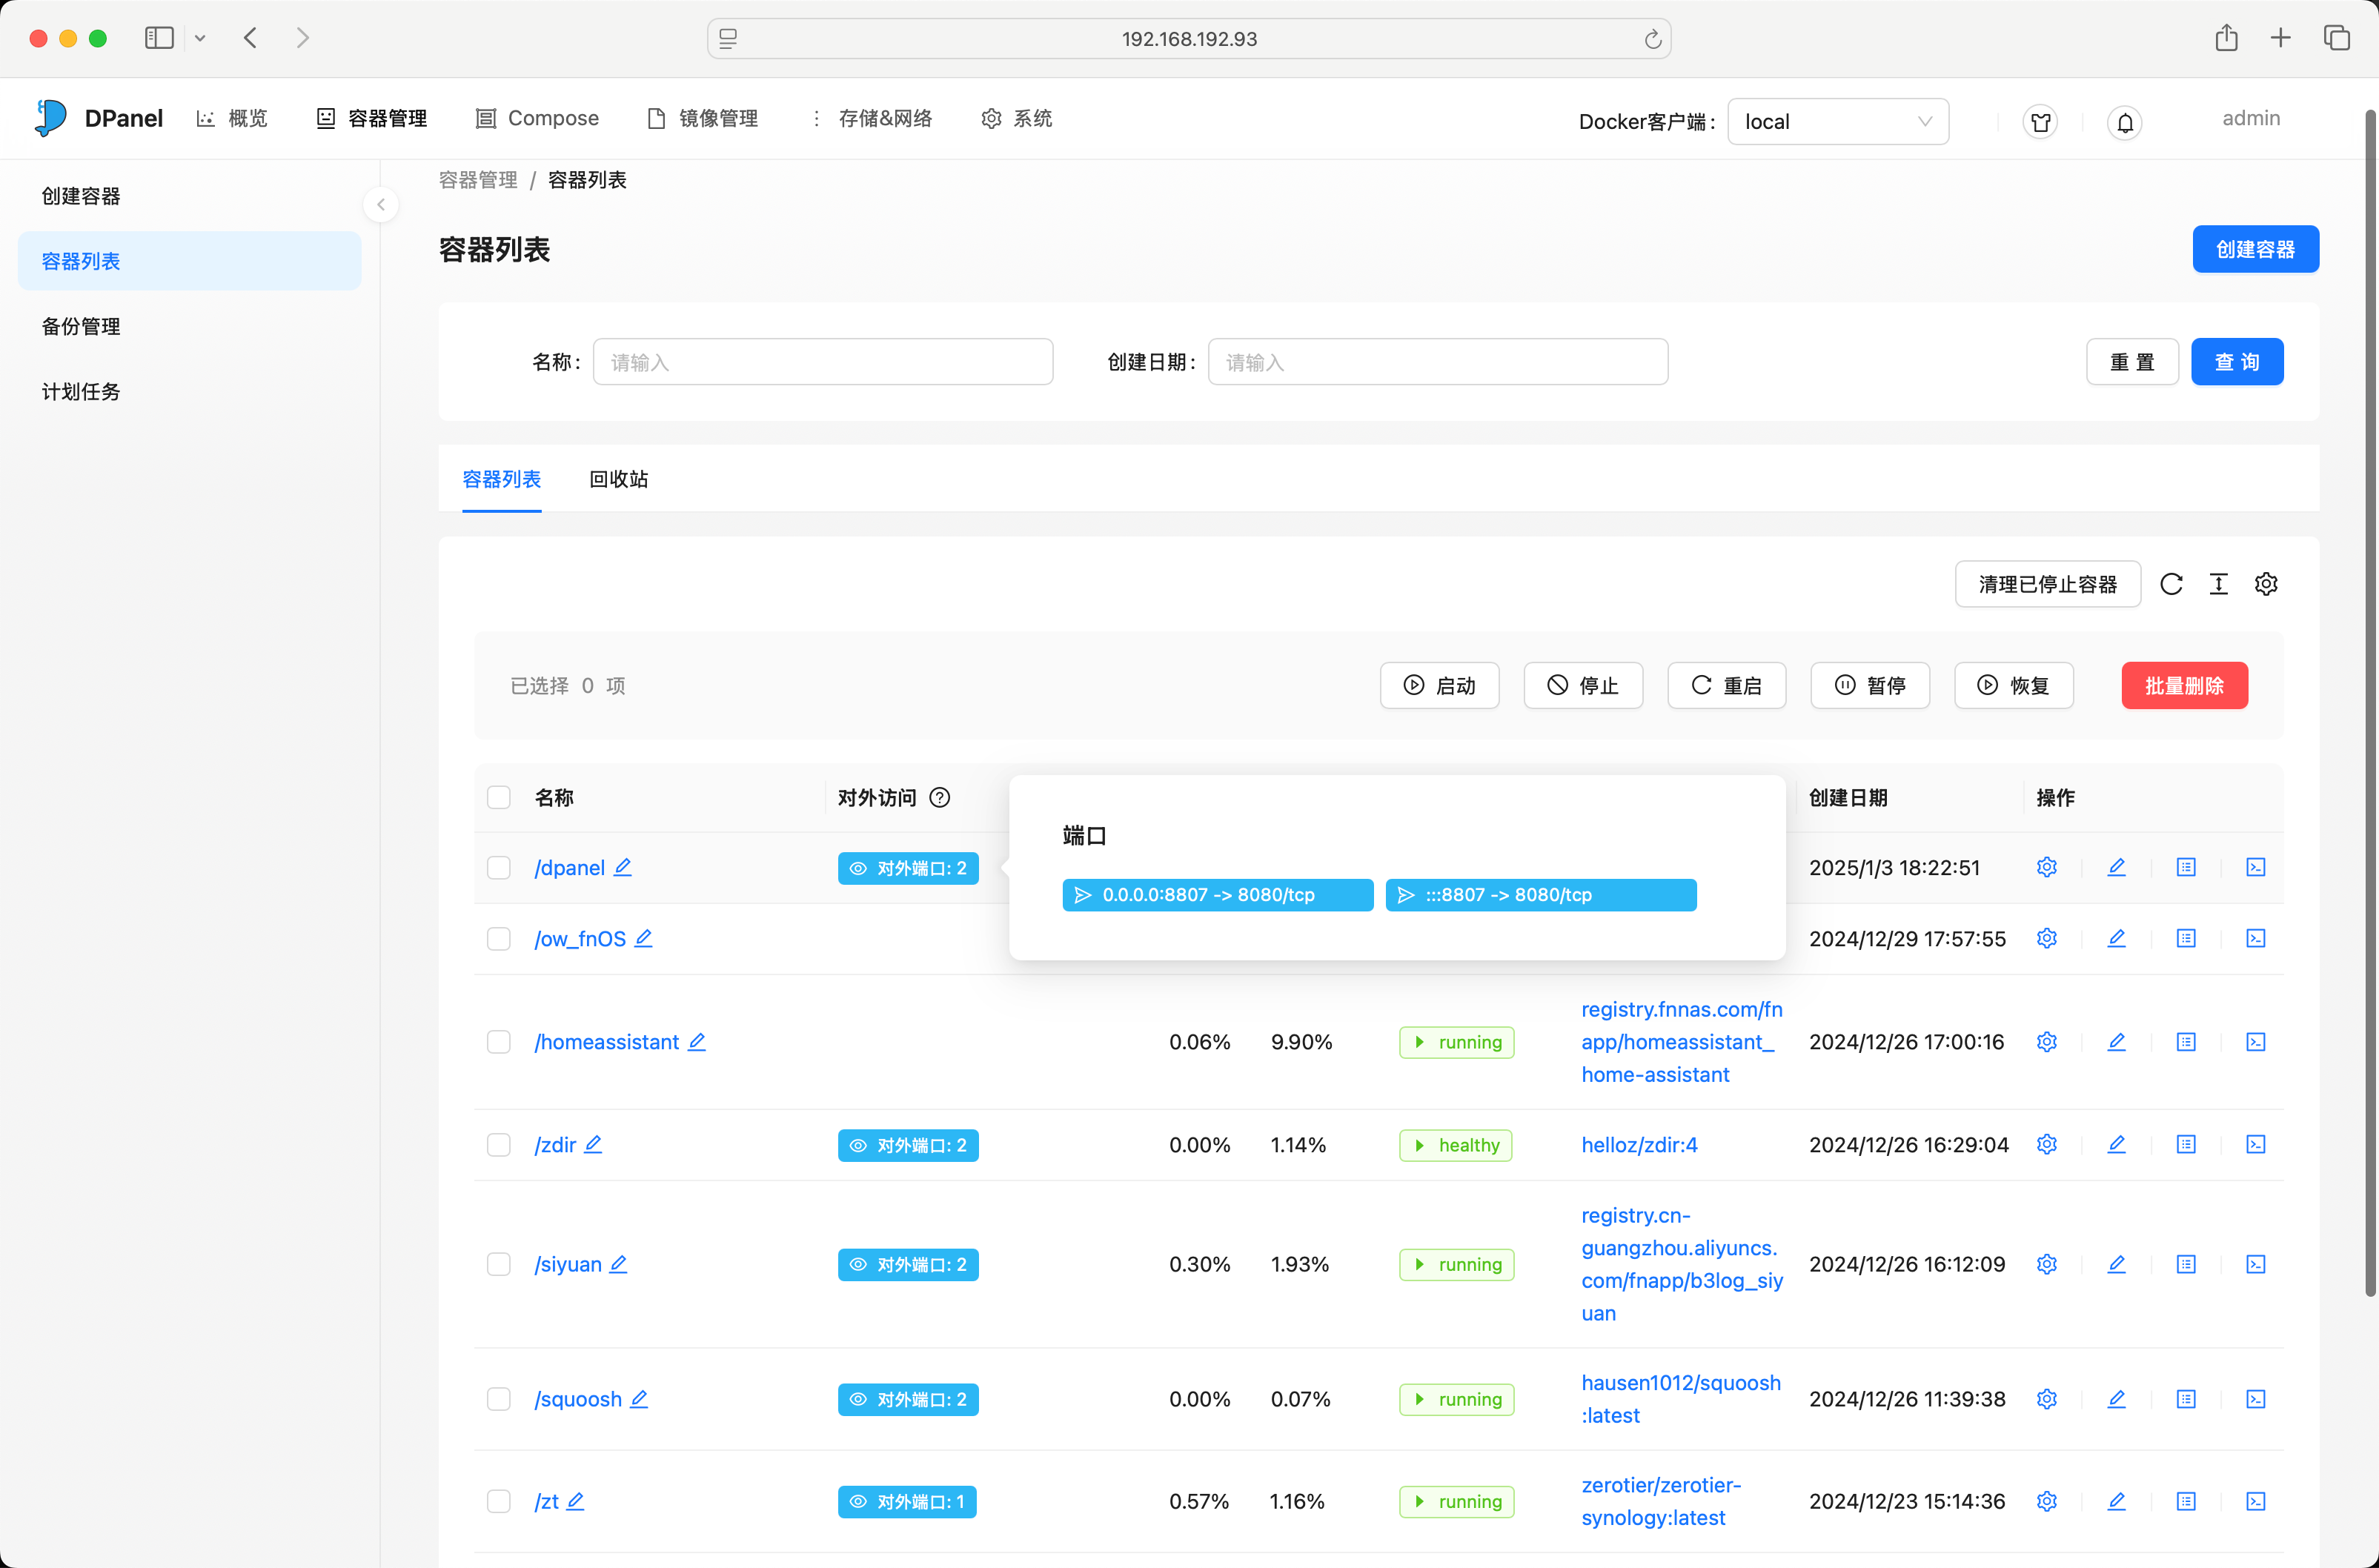 192.168.192.93
DPanel 概览 容器管理 Compose 镜像管理 存储&网络 系统 Docker客户端: local admin
创建容器
容器列表
备份管理
计划任务
容器管理 / 容器列表
容器列表 创建容器
名称: 请输入 创建日期: 请输入 重 置 查 询
容器列表 回收站
清理已停止容器
已选择 0 项 启动 停止 重启 暂停 恢复 批量删除
名称 对外访问 创建日期 操作
端口
0.0.0.0:8807 -> 8080/tcp :::8807 -> 8080/tcp
/dpanel 对外端口: 2 2025/1/3 18:22:51
/ow_fnOS 2024/12/29 17:57:55
/homeassistant 0.06% 9.90% running registry.fnnas.com/fn
app/homeassistant_
home-assistant
2024/12/26 17:00:16
/zdir 对外端口: 2 0.00% 1.14% healthy helloz/zdir:4 2024/12/26 16:29:04
/siyuan 对外端口: 2 0.30% 1.93% running registry.cn-
guangzhou.aliyuncs.
com/fnapp/b3log_siy
uan
2024/12/26 16:12:09
/squoosh 对外端口: 2 0.00% 0.07% running hausen1012/squoosh
:latest
2024/12/26 11:39:38
/zt 对外端口: 1 0.57% 1.16% running zerotier/zerotier-
synology:latest
2024/12/23 15:14:36